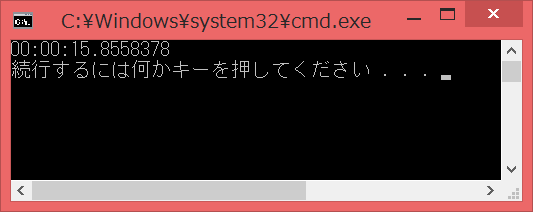 C:¥Windows¥system32¥cmd.exe
00:00:15.8558378
続行するには何かキーを押してください . . .